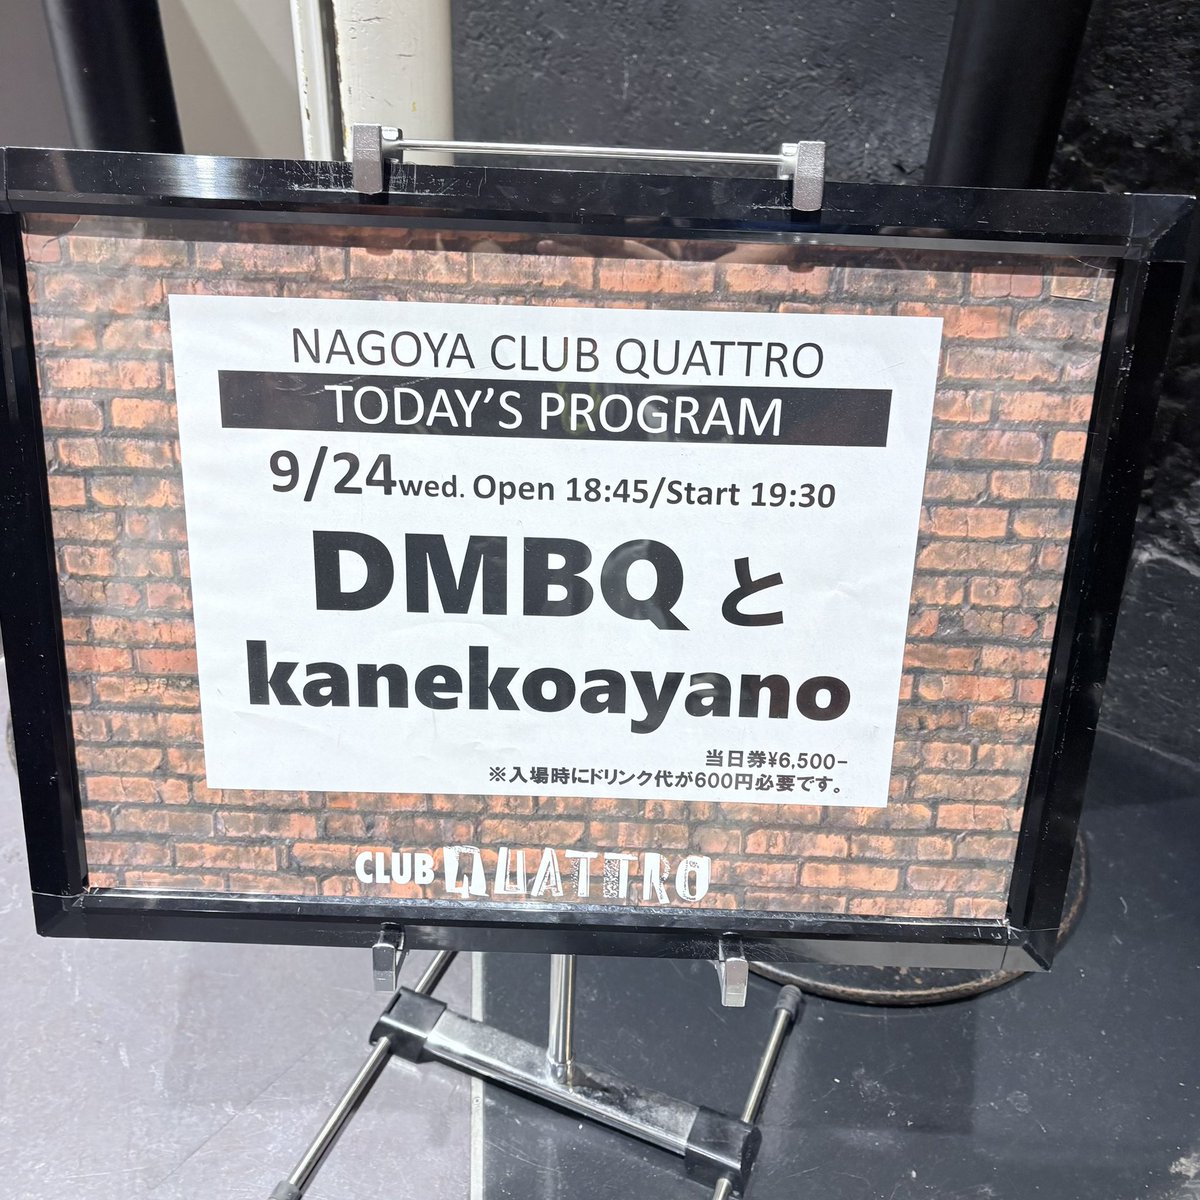 NAGOYA CLUB QUATTRO
TODAY'S PROGRAM
9/24wed. Open 18:45/Start 19:30
DMBQ と
kanekoayano
当日券¥6,500-
※入場時にドリンク代が600円必要です。
CLUB QUATTRO